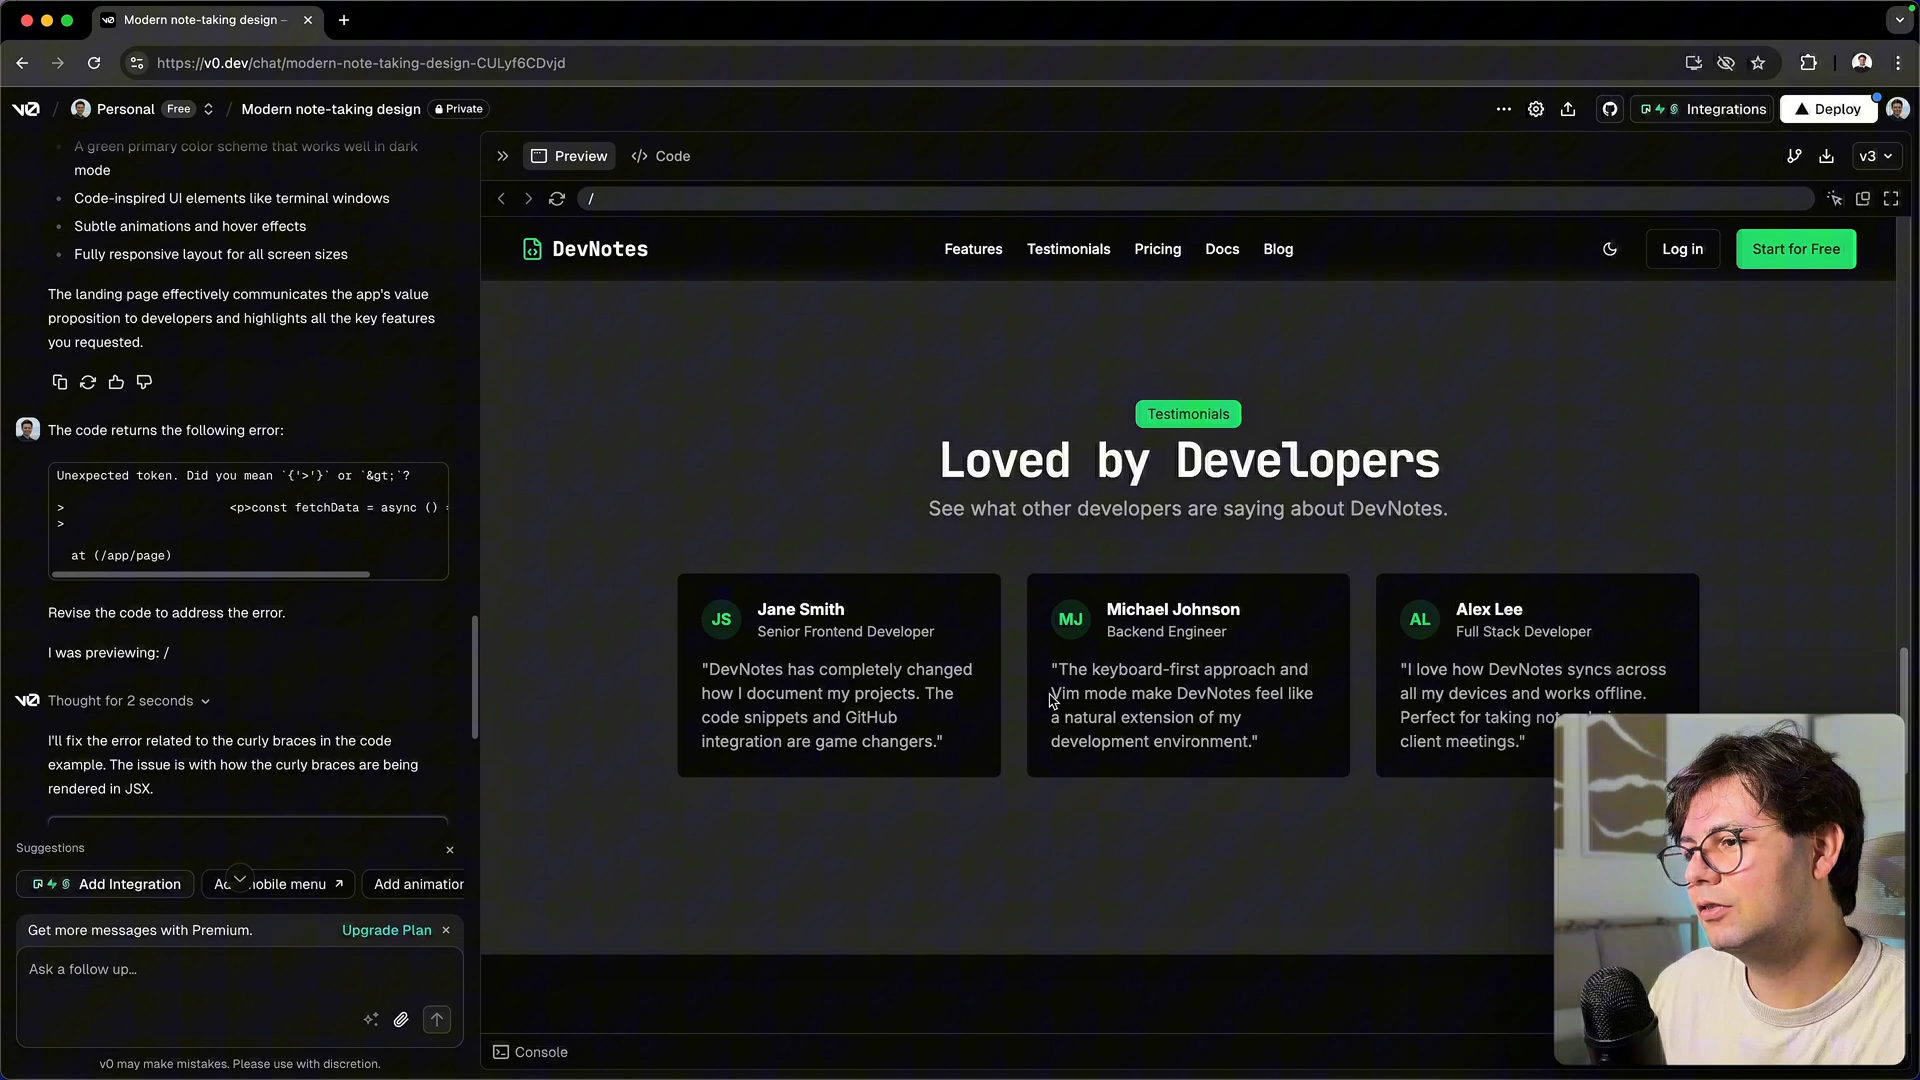 Modern note-taking design –
https://v0.dev/chat/modern-note-taking-design-CULyf6CDvjd
v0 / Personal Free / Modern note-taking design Private
Integrations
Deploy
A green primary color scheme that works well in dark
mode
Code-inspired UI elements like terminal windows
Subtle animations and hover effects
Fully responsive layout for all screen sizes
The landing page effectively communicates the app's value
proposition to developers and highlights all the key features
you requested.
The code returns the following error:
Unexpected token. Did you mean `{'>'}` or `&gt;`?
> <p>const fetchData = async ()
>
at (/app/page)
Revise the code to address the error.
I was previewing: /
v0 Thought for 2 seconds
I'll fix the error related to the curly braces in the code
example. The issue is with how the curly braces are being
rendered in JSX.
Suggestions
Add Integration
mobile menu
Add animation
Get more messages with Premium. Upgrade Plan
Ask a follow up...
v0 may make mistakes. Please use with discretion.
Preview
</> Code
v3
/
DevNotes
Features Testimonials Pricing Docs Blog
Log in
Start for Free
Testimonials
Loved by Developers
See what other developers are saying about DevNotes.
JS
Jane Smith
Senior Frontend Developer
"DevNotes has completely changed
how I document my projects. The
code snippets and GitHub
integration are game changers."
MJ
Michael Johnson
Backend Engineer
"The keyboard-first approach and
Vim mode make DevNotes feel like
a natural extension of my
development environment."
AL
Alex Lee
Full Stack Developer
"I love how DevNotes syncs across
all my devices and works offline.
Perfect for taking
client meetings."
Console